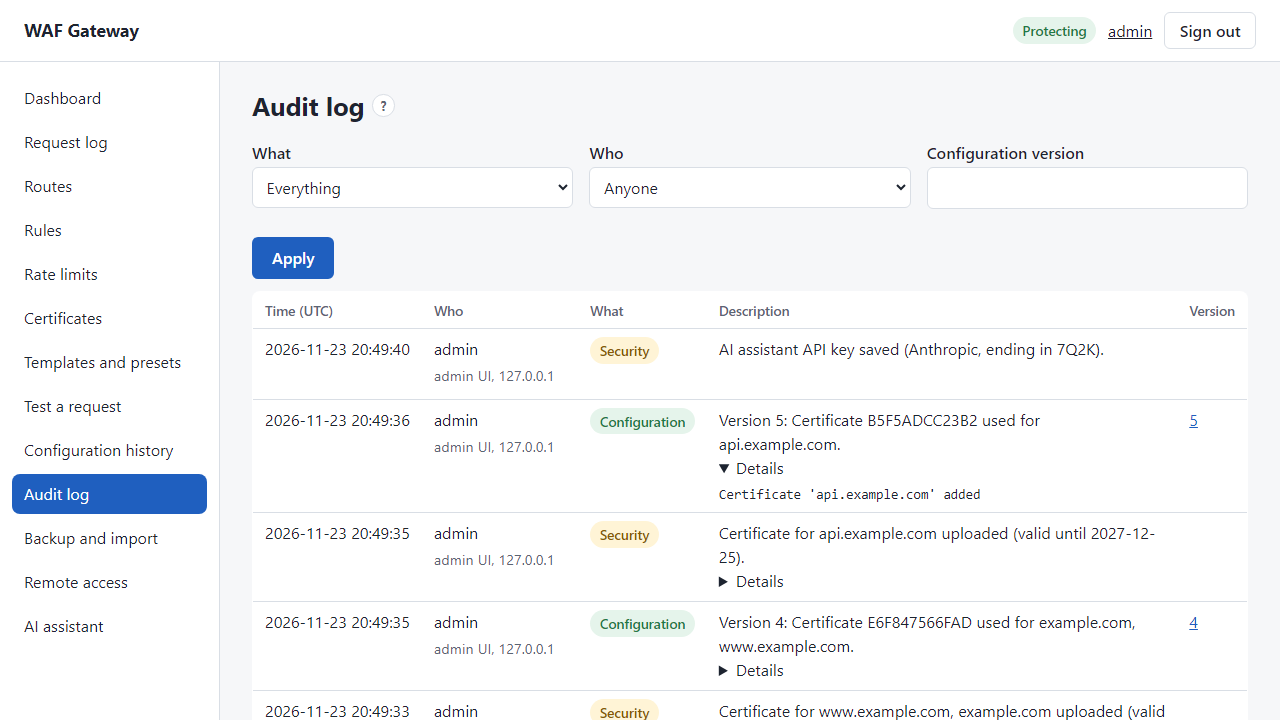 WAF Gateway
Protecting
admin
Sign out
Dashboard
Request log
Routes
Rules
Rate limits
Certificates
Templates and presets
Test a request
Configuration history
Audit log
Backup and import
Remote access
AI assistant
Audit log ?
What
Who
Configuration version
Everything
Anyone
Apply
Time (UTC) Who What Description Version
2026-11-23 20:49:40 admin Security AI assistant API key saved (Anthropic, ending in 7Q2K).
admin UI, 127.0.0.1
2026-11-23 20:49:36 admin Configuration Version 5: Certificate B5F5ADCC23B2 used for 5
admin UI, 127.0.0.1 api.example.com.
Details
Certificate 'api.example.com' added
2026-11-23 20:49:35 admin Security Certificate for api.example.com uploaded (valid until 2027-12-
admin UI, 127.0.0.1 25).
Details
2026-11-23 20:49:35 admin Configuration Version 4: Certificate E6F847566FAD used for example.com, 4
admin UI, 127.0.0.1 www.example.com.
Details
2026-11-23 20:49:33 admin Security Certificate for www.example.com, example.com uploaded (valid